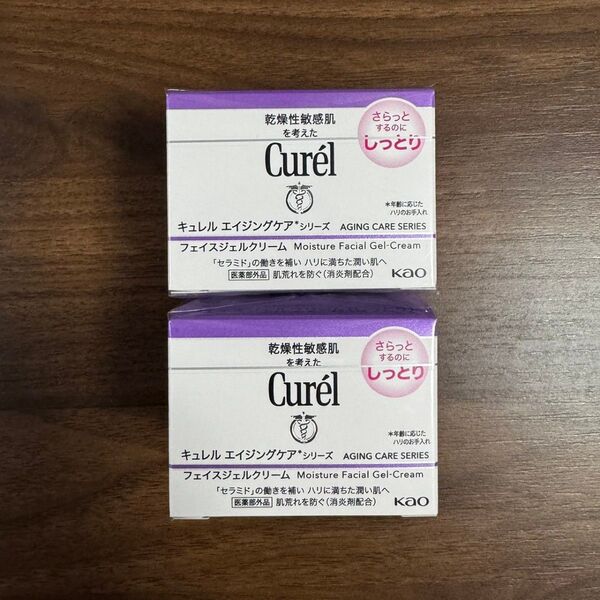 乾燥性敏感肌
を考えた
Curél
さらっと
するのに
しっとり
*年齢に応じた
ハリのお手入れ
キュレル エイジングケア*シリーズ AGING CARE SERIES
フェイスジェルクリーム Moisture Facial Gel-Cream
「セラミド」の働きを補い ハリに満ちた潤い肌へ
医薬部外品 肌荒れを防ぐ(消炎剤配合)
Kao
乾燥性敏感肌
を考えた
Curél
さらっと
するのに
しっとり
*年齢に応じた
ハリのお手入れ
キュレル エイジングケア*シリーズ AGING CARE SERIES
フェイスジェルクリーム Moisture Facial Gel-Cream
「セラミド」の働きを補い ハリに満ちた潤い肌へ
医薬部外品 肌荒れを防ぐ(消炎剤配合)
Kao